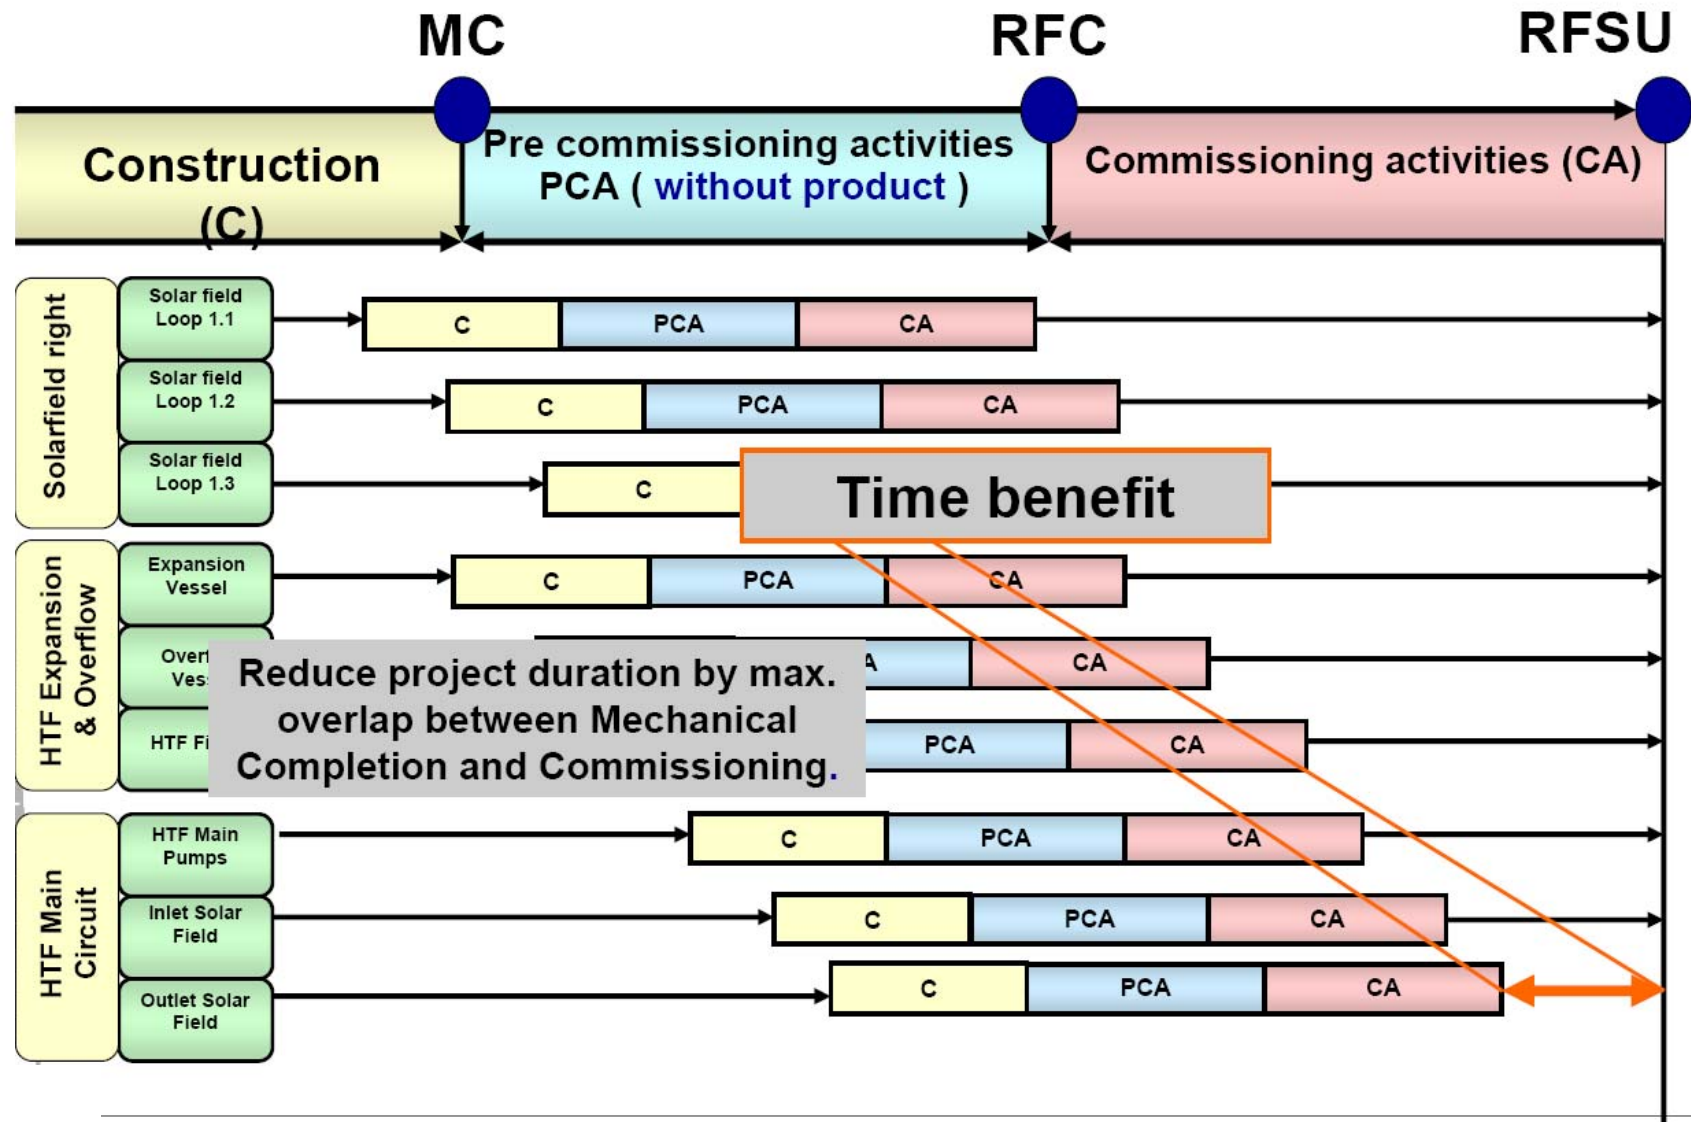 MC
RFC
RFSU
Construction
(C)
Pre commissioning activities
PCA ( without product )
Commissioning activities (CA)
Solarfield right
Solar field
Loop 1.1
C
PCA
CA
Solar field
Loop 1.2
C
PCA
CA
Solar field
Loop 1.3
C
Time benefit
HTF Expansion
& Overflow
Expansion
Vessel
C
PCA
CA
CA
Reduce project duration by max.
overlap between Mechanical
Completion and Commissioning.
HTF
PCA
CA
HTF Main
Circuit
HTF Main
Pumps
C
PCA
CA
Inlet Solar
Field
C
PCA
CA
Outlet Solar
Field
C
PCA
CA